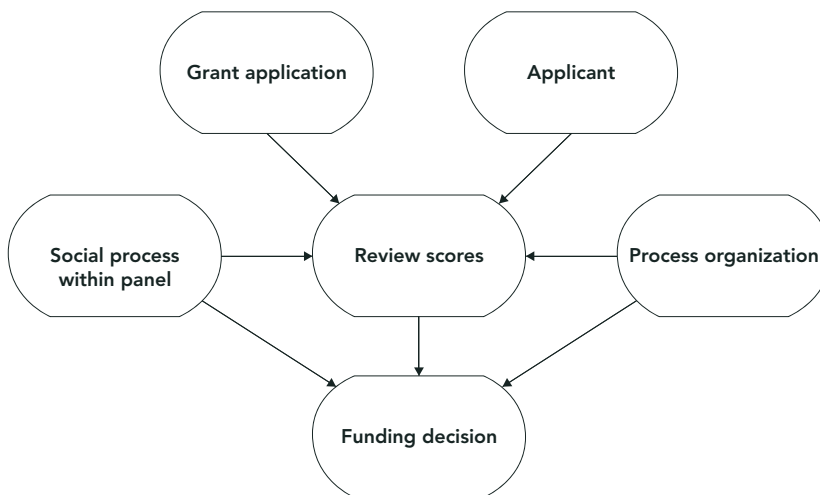 Grant application
Applicant
Social process
within panel
Review scores
Process organization
Funding decision